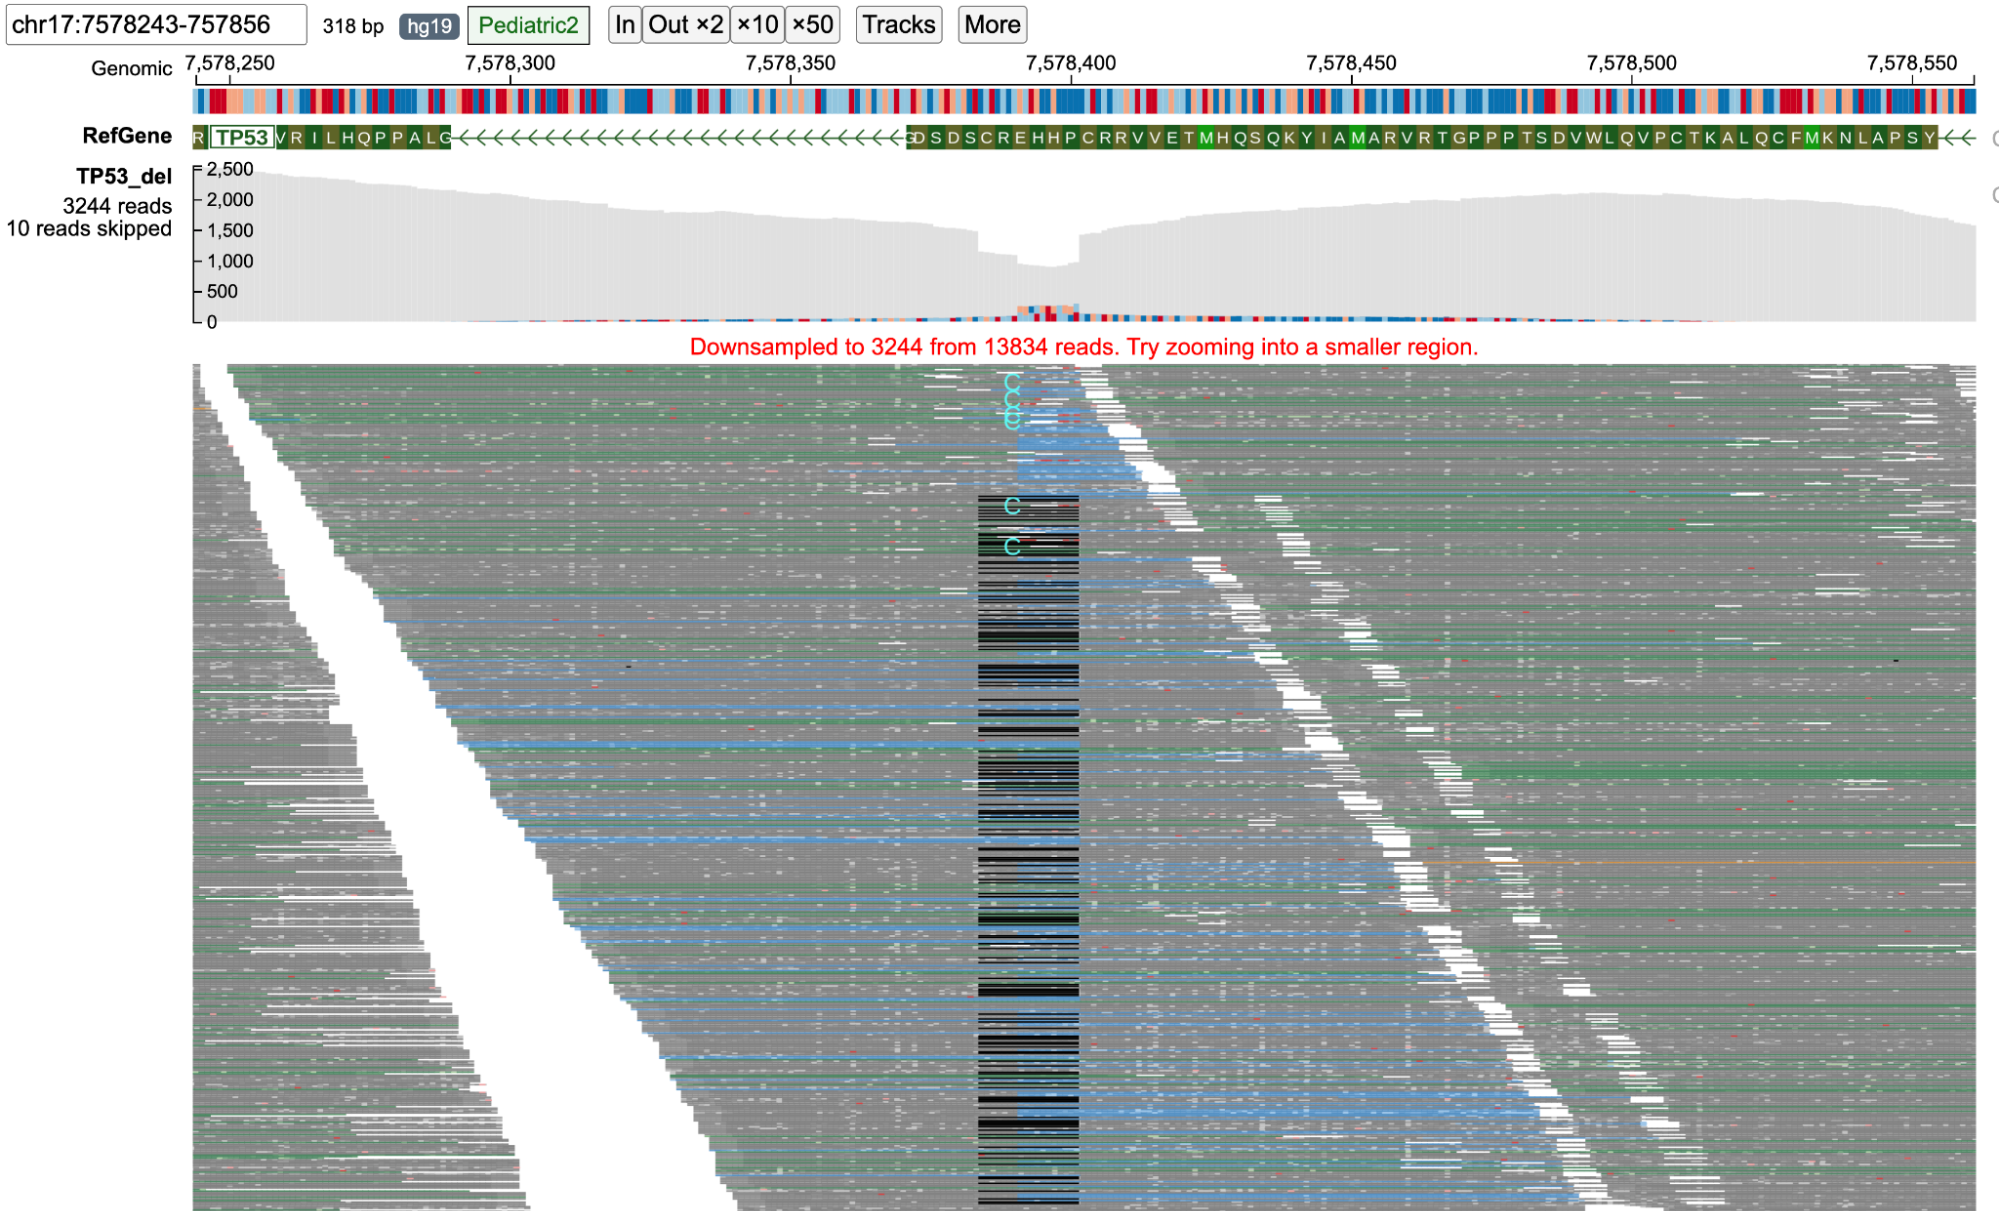 chr17:7578243-757856 318 bp hg19 Pediatric2 In Out ×2 ×10 ×50 Tracks More
Genomic 7,578,250 7,578,300 7,578,350 7,578,400 7,578,450 7,578,500 7,578,550
RefGene R TP53 V R I L H Q P P A L G G D S D S C R E H H P C R R V V E T M H Q S Q K Y I A M A R V R T G P P P T S D V W L Q V P C T K A L Q C F M K N L A P S Y
TP53_del
3244 reads
10 reads skipped
2,500
2,000
1,500
1,000
500
0
Downsampled to 3244 from 13834 reads. Try zooming into a smaller region.
C
C
C
C
C
C